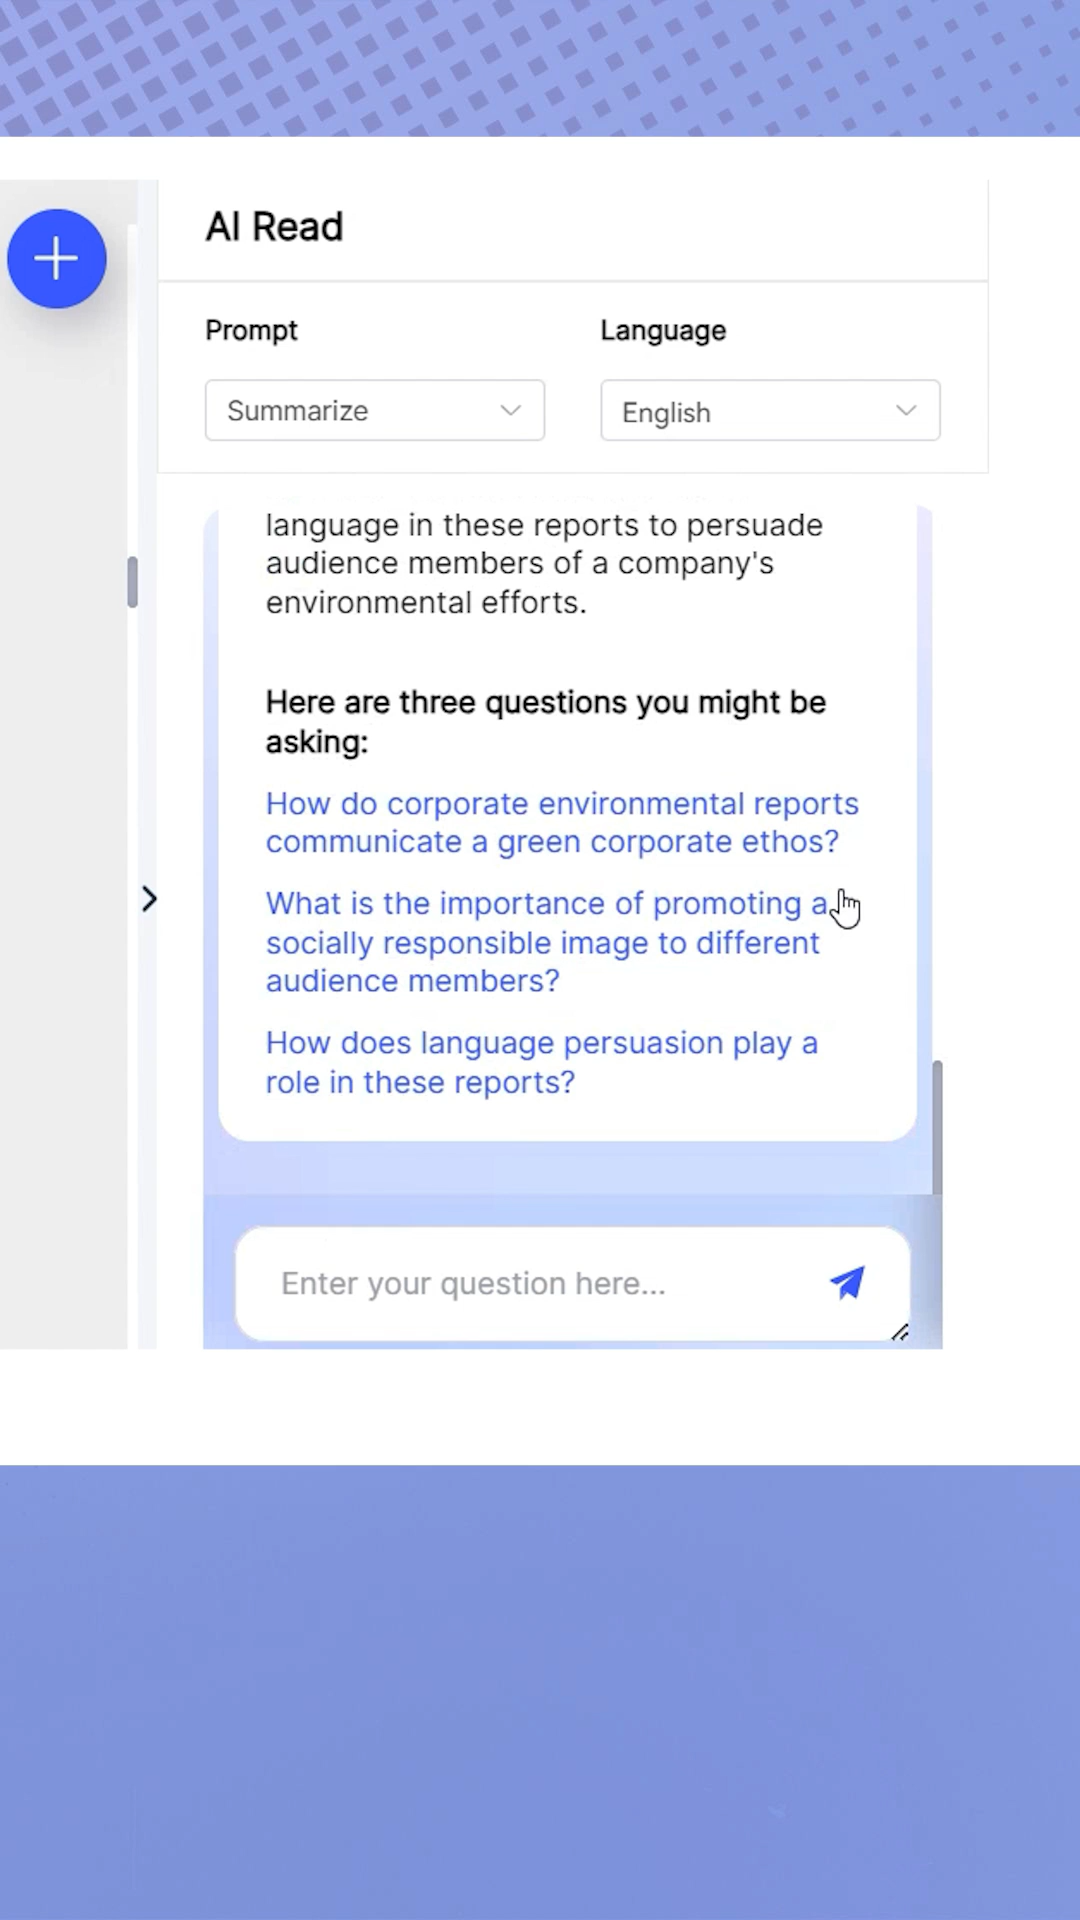 AI Read
Prompt
Language
Summarize
English
language in these reports to persuade
audience members of a company's
environmental efforts.
Here are three questions you might be
asking:
How do corporate environmental reports
communicate a green corporate ethos?
What is the importance of promoting a
socially responsible image to different
audience members?
How does language persuasion play a
role in these reports?
Enter your question here...